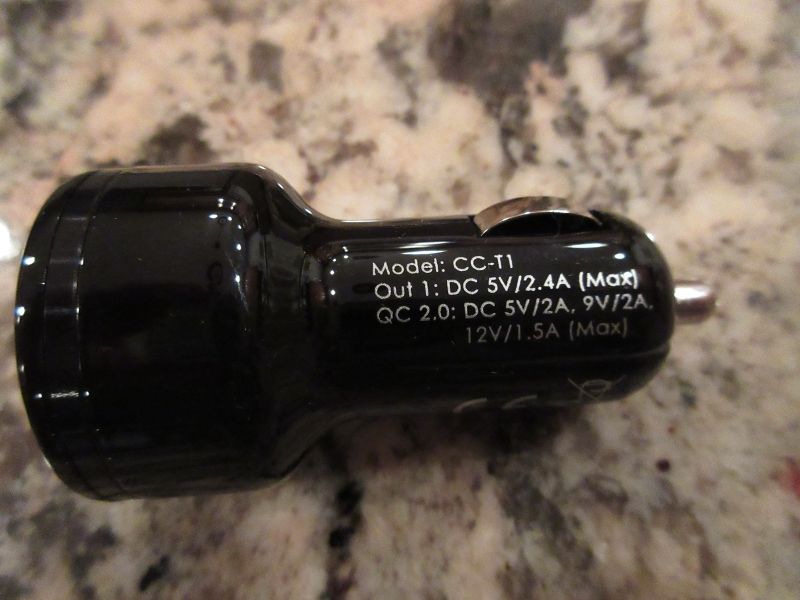 Model: CC-T1
Out 1: DC 5V/2.4A (Max)
QC 2.0: DC 5V/2A, 9V/2A,
12V/1.5A (Max)